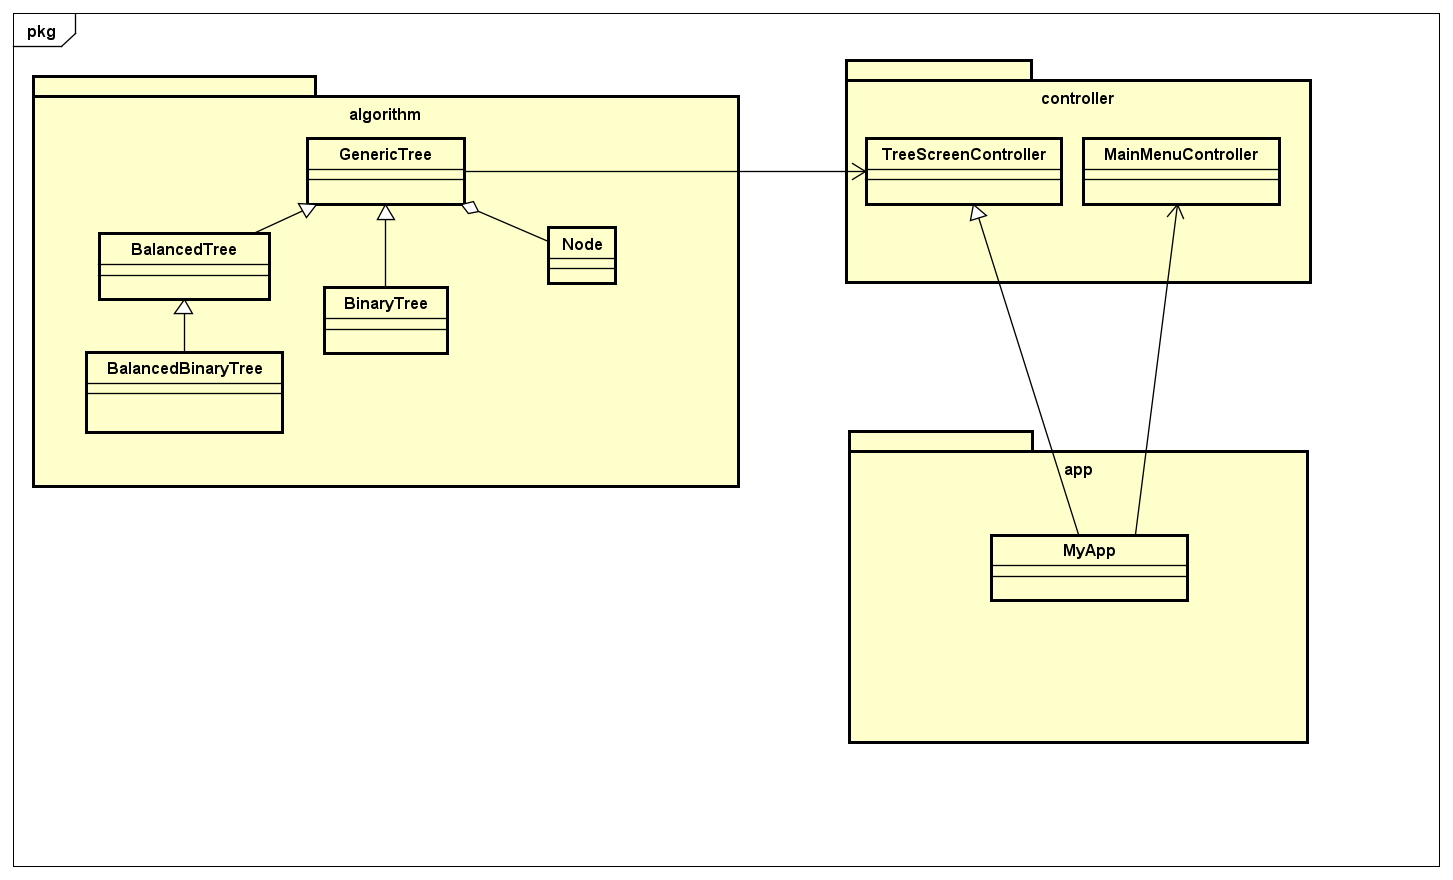 pkg
algorithm
GenericTree
BalancedTree
Node
BinaryTree
BalancedBinaryTree
controller
TreeScreenController
MainMenuController
app
MyApp